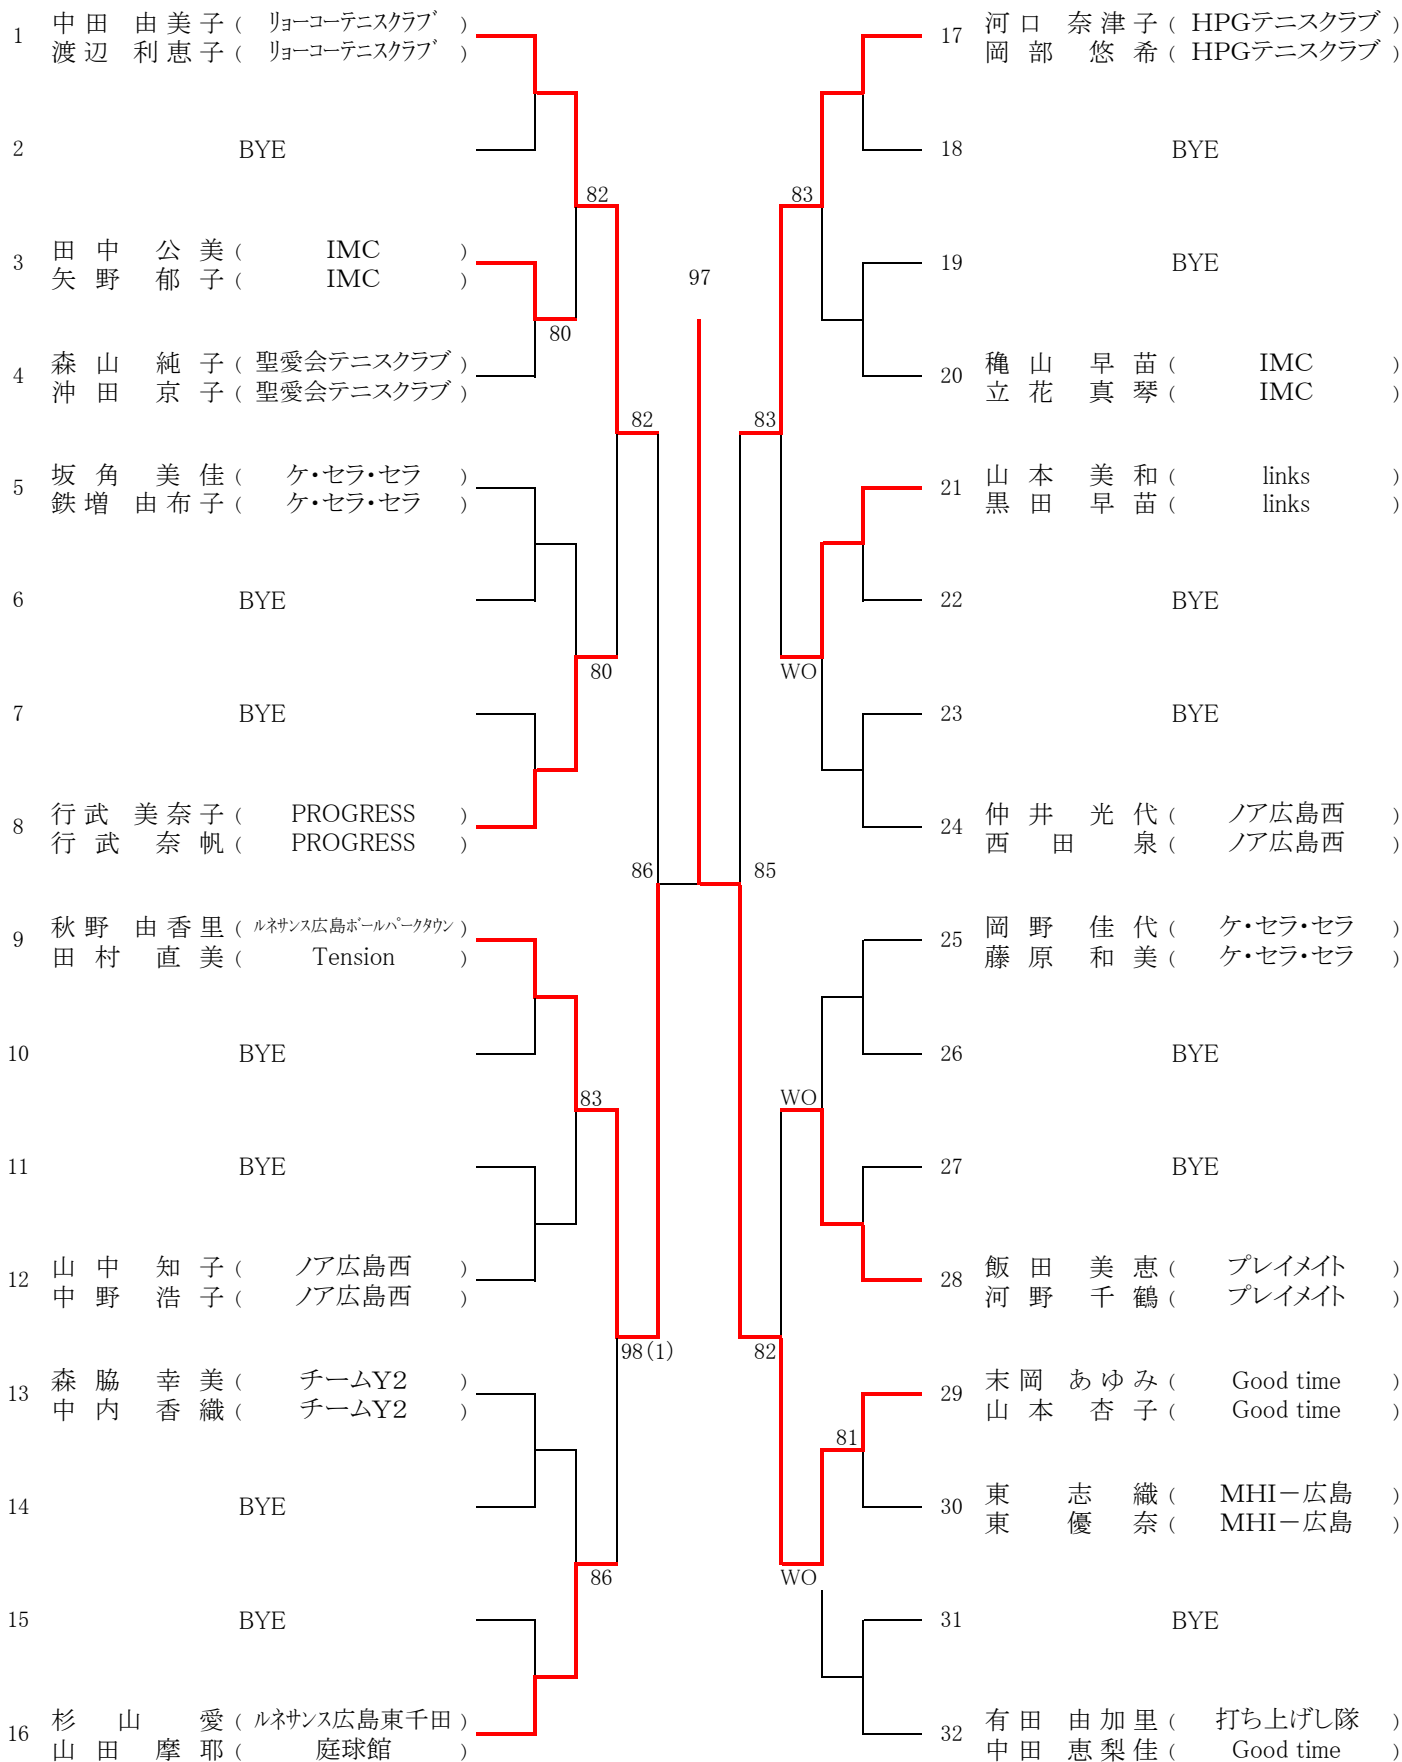 1 中田 由美子 ( リョーコーテニスクラブ )
渡辺 利恵子 ( リョーコーテニスクラブ )
2 BYE
82
3 田中 公美 ( IMC )
矢野 郁子 ( IMC )
80
4 森山 純子 ( 聖愛会テニスクラブ )
沖田 京子 ( 聖愛会テニスクラブ )
82
5 坂角 美佳 ( ケ・セラ・セラ )
鉄増 由布子 ( ケ・セラ・セラ )
6 BYE
80
7 BYE
8 行武 美奈子 ( PROGRESS )
行武 奈帆 ( PROGRESS )
86
9 秋野 由香里 ( ルネサンス広島ボールパークタウン )
田村 直美 ( Tension )
10 BYE
83
11 BYE
12 山中 知子 ( ノア広島西 )
中野 浩子 ( ノア広島西 )
98(1)
13 森脇 幸美 ( チームY2 )
中内 香織 ( チームY2 )
14 BYE
86
15 BYE
16 杉山 愛 ( ルネサンス広島東千田 )
山田 摩耶 ( 庭球館 )
97
17 河口 奈津子 ( HPGテニスクラブ )
岡部 悠希 ( HPGテニスクラブ )
18 BYE
83
19 BYE
20 穐山 早苗 ( IMC )
立花 真琴 ( IMC )
83
21 山本 美和 ( links )
黒田 早苗 ( links )
22 BYE
WO
23 BYE
24 仲井 光代 ( ノア広島西 )
西田 泉 ( ノア広島西 )
85
25 岡野 佳代 ( ケ・セラ・セラ )
藤原 和美 ( ケ・セラ・セラ )
26 BYE
WO
27 BYE
28 飯田 美恵 ( プレイメイト )
河野 千鶴 ( プレイメイト )
82
29 末岡 あゆみ ( Good time )
山本 杏子 ( Good time )
81
30 東 志織 ( MHI－広島 )
東 優奈 ( MHI－広島 )
WO
31 BYE
32 有田 由加里 ( 打ち上げし隊 )
中田 恵梨佳 ( Good time )